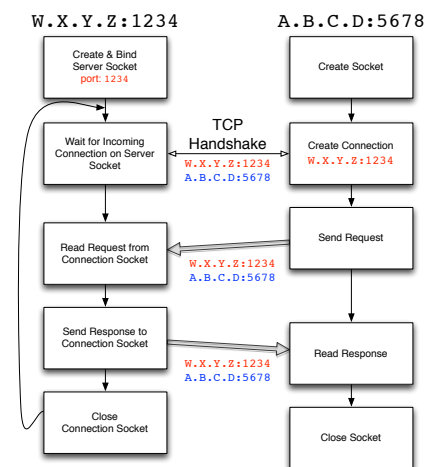 W.X.Y.Z:1234
A.B.C.D:5678
Create & Bind
Server Socket
port: 1234
Create Socket
Wait for Incoming
Connection on Server
Socket
TCP
Handshake
W.X.Y.Z:1234
A.B.C.D:5678
Create Connection
W.X.Y.Z:1234
Read Request from
Connection Socket
W.X.Y.Z:1234
A.B.C.D:5678
Send Request
Send Response to
Connection Socket
W.X.Y.Z:1234
A.B.C.D:5678
Read Response
Close
Connection Socket
Close Socket